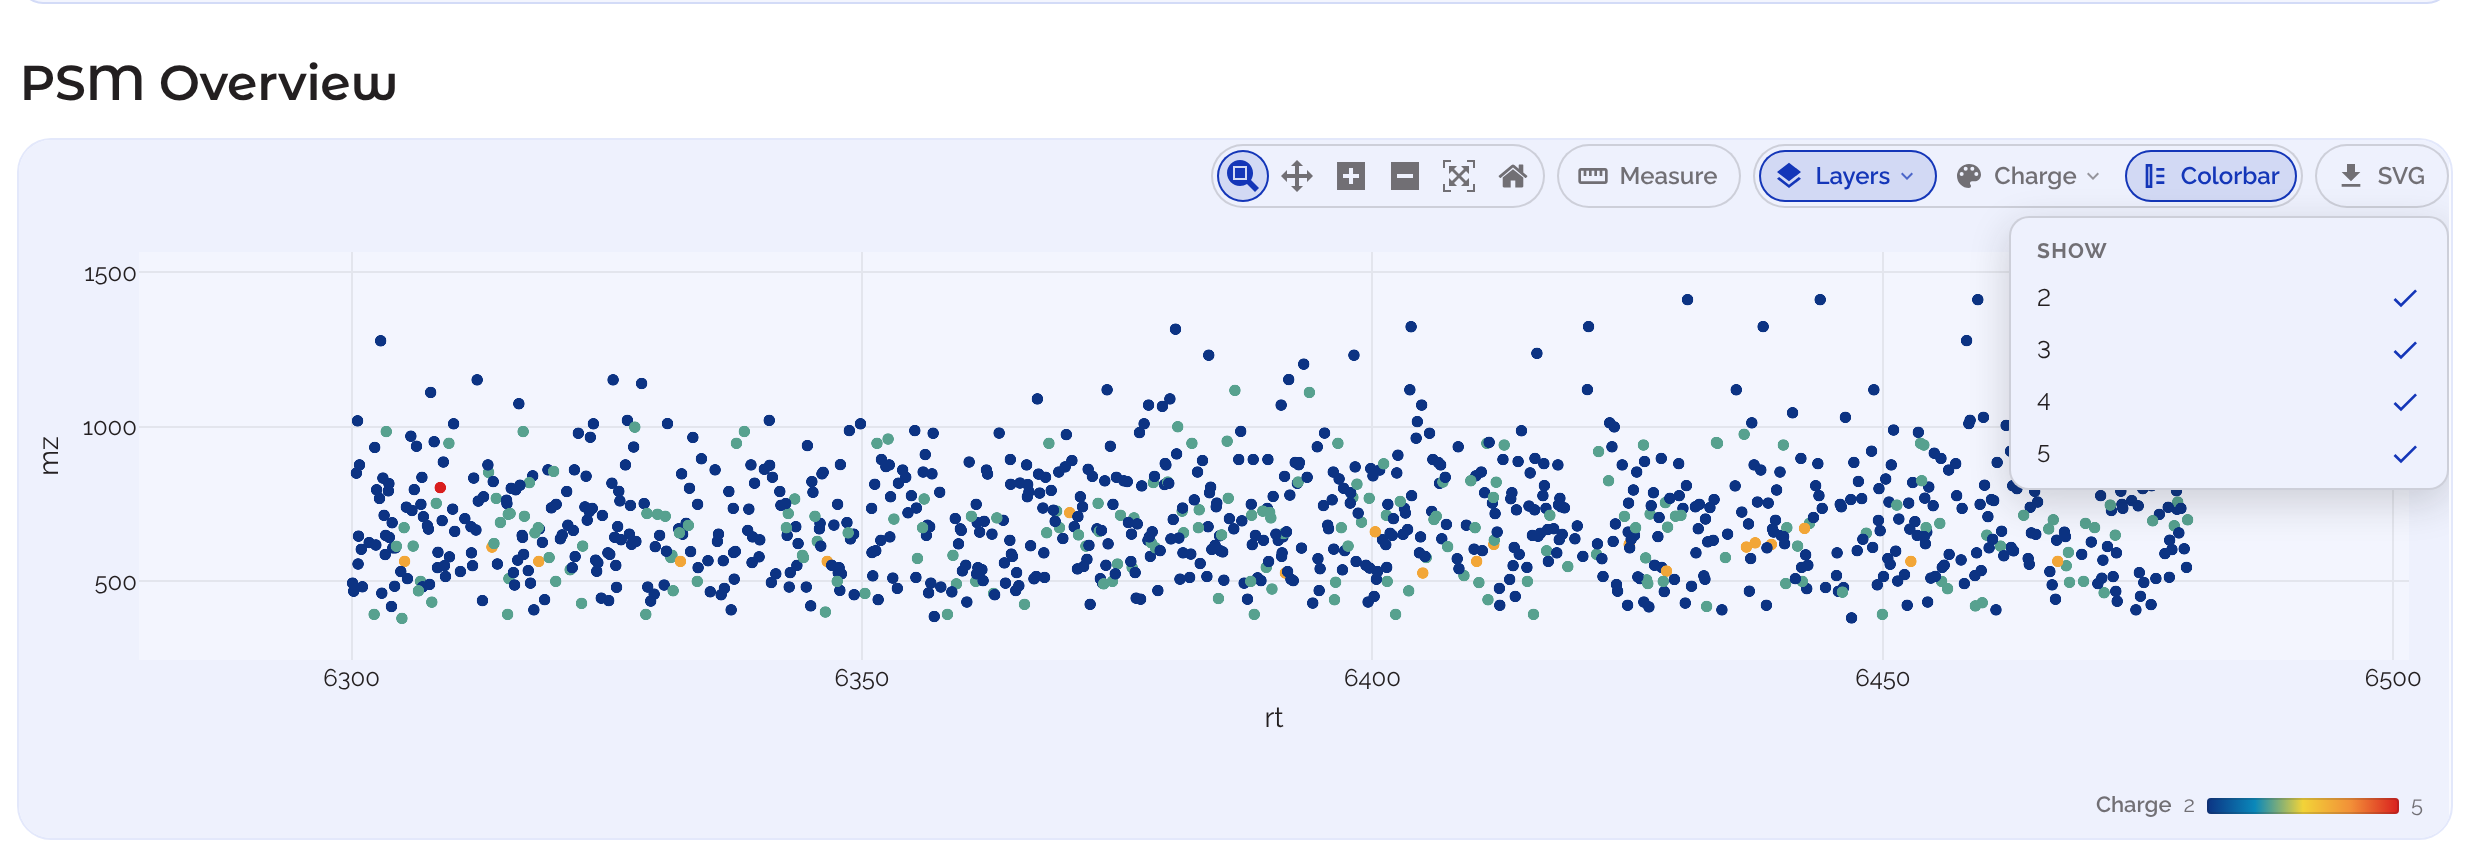 PSM Overview
Measure
Layers
Charge
Colorbar
SVG
SHOW
2
3
4
5
1500
1000
500
mz
6300
6350
6400
6450
6500
rt
Charge 2 5